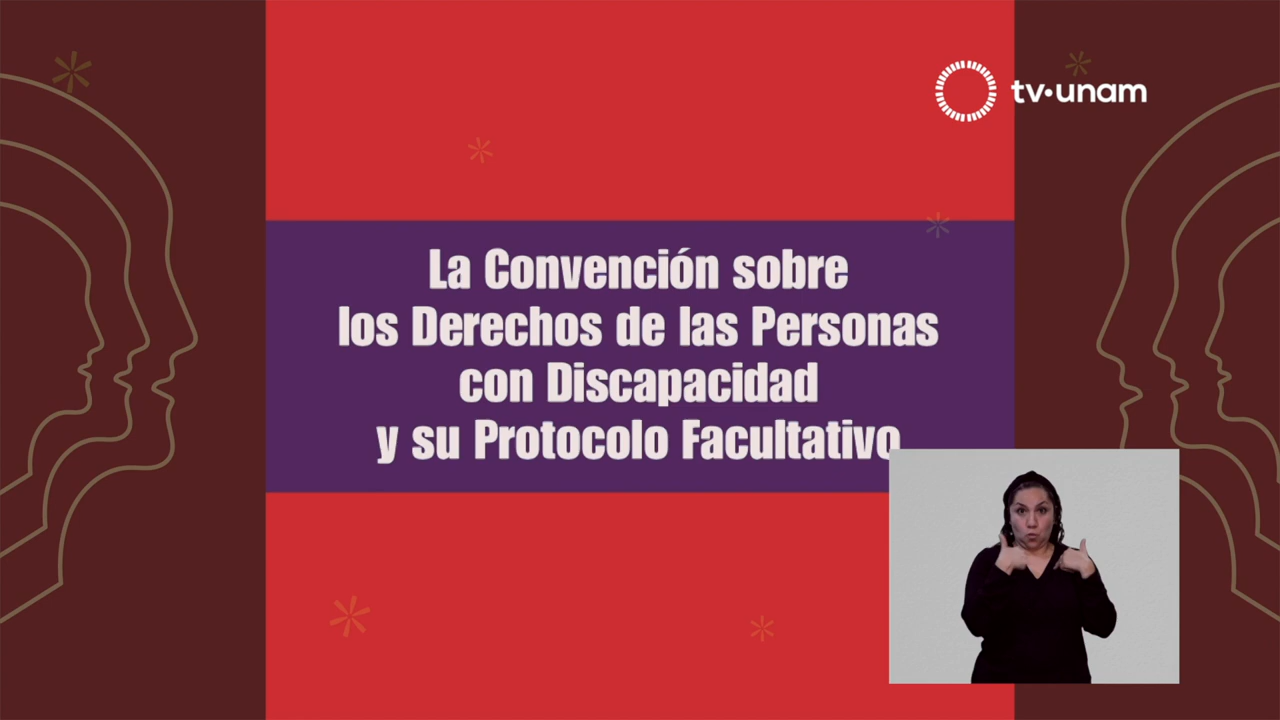 tv·unam
La Convención sobre
los Derechos de las Personas
con Discapacidad
y su Protocolo Facultativo